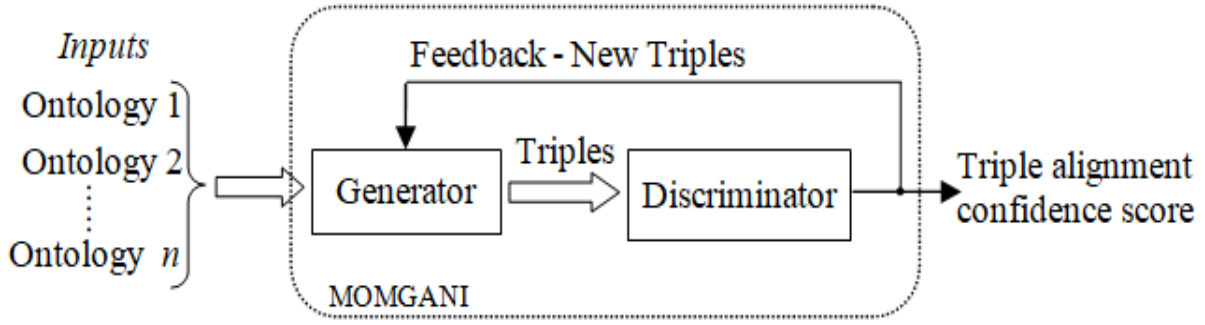 Inputs
Ontology 1
Ontology 2
Ontology n
Feedback - New Triples
Generator
Triples
Discriminator
Triple alignment
confidence score
MOMGANI